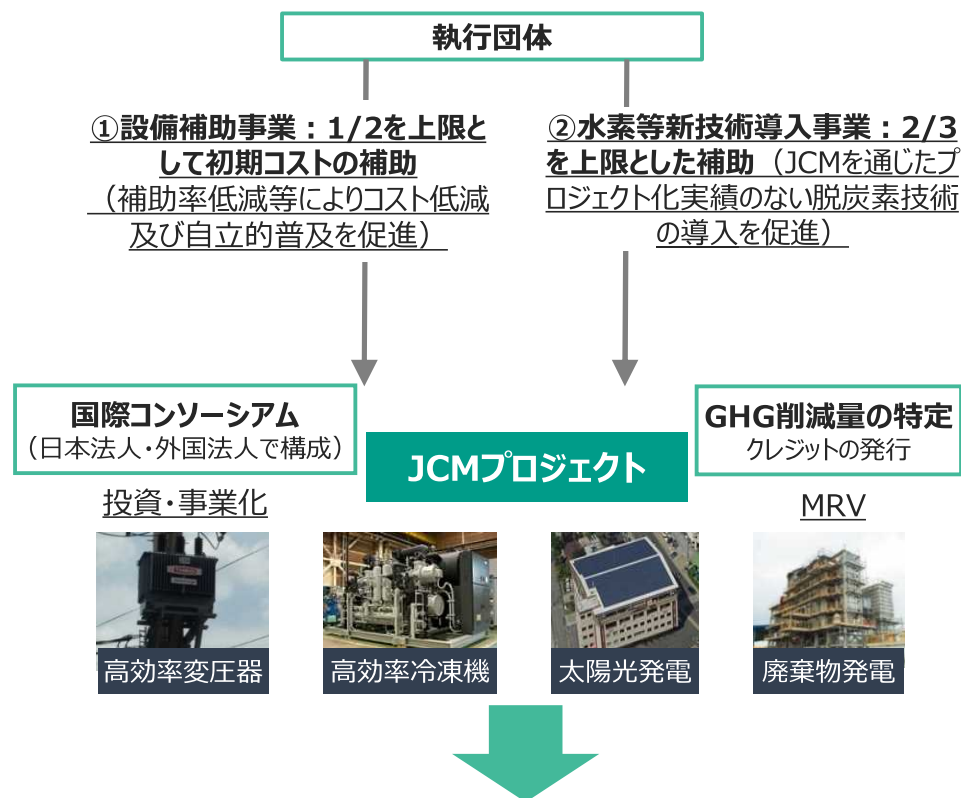 執行団体
①設備補助事業：1/2を上限と
して初期コストの補助
（補助率低減等によりコスト低減
及び自立的普及を促進）
②水素等新技術導入事業：2/3
を上限とした補助（JCMを通じたプ
ロジェクト化実績のない脱炭素技術
の導入を促進）
国際コンソーシアム
（日本法人・外国法人で構成）
投資・事業化
JCMプロジェクト
GHG削減量の特定
クレジットの発行
MRV
高効率変圧器
高効率冷凍機
太陽光発電
廃棄物発電